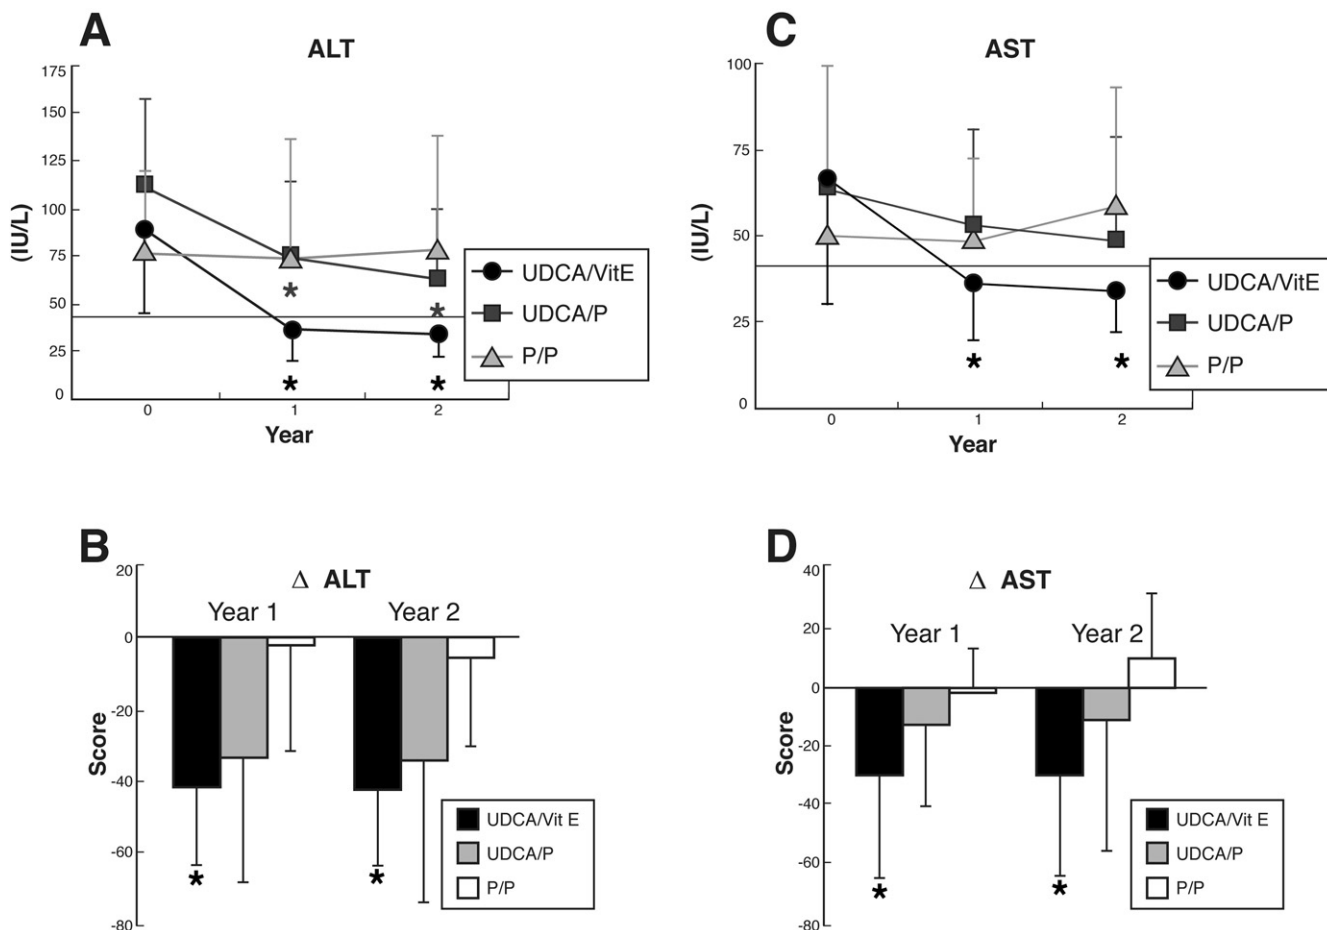 A
ALT
175
150
125
100
75
50
25
0
(IU/L)
0 1 2
Year
*
*
*
*
UDCA/VitE
UDCA/P
P/P
C
AST
100
75
50
25
0
(IU/L)
0 1 2
Year
*
*
UDCA/VitE
UDCA/P
P/P
B
Δ ALT
Year 1 Year 2
20
0
-20
-40
-60
-80
Score
*
*
UDCA/Vit E
UDCA/P
P/P
D
Δ AST
Year 1 Year 2
40
20
0
-20
-40
-60
-80
Score
*
*
UDCA/Vit E
UDCA/P
P/P